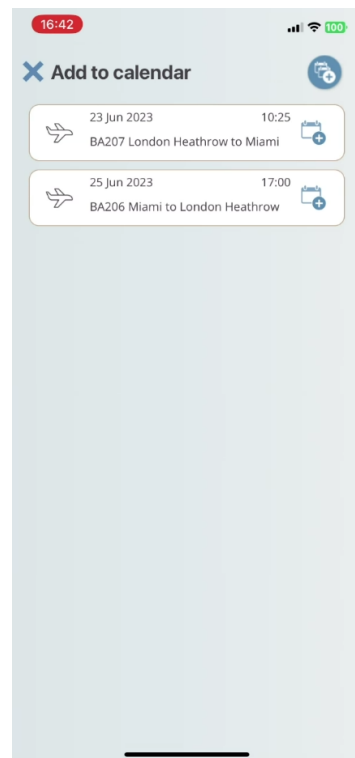 16:42
100
Add to calendar
23 Jun 2023 10:25
BA207 London Heathrow to Miami
25 Jun 2023 17:00
BA206 Miami to London Heathrow